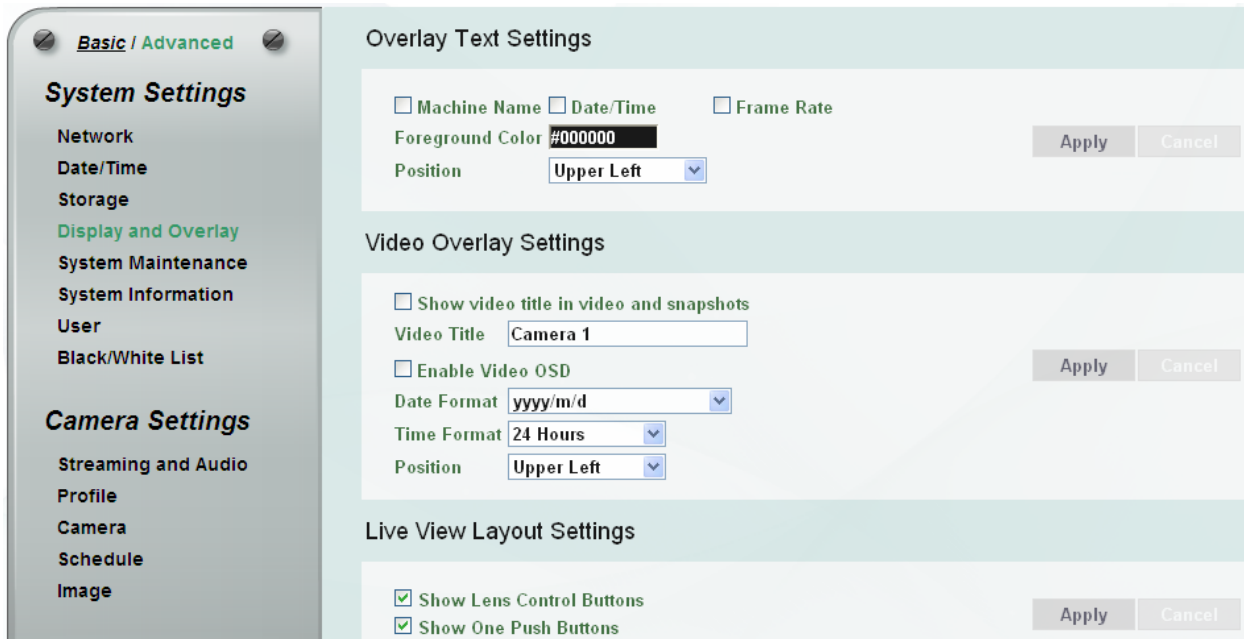 Basic / Advanced
System Settings
Network
Date/Time
Storage
Display and Overlay
System Maintenance
System Information
User
Black/White List
Camera Settings
Streaming and Audio
Profile
Camera
Schedule
Image
Overlay Text Settings
Machine Name Date/Time Frame Rate
Foreground Color #000000
Position Upper Left
Apply Cancel
Video Overlay Settings
Show video title in video and snapshots
Video Title Camera 1
Enable Video OSD
Date Format yyyy/m/d
Time Format 24 Hours
Position Upper Left
Apply Cancel
Live View Layout Settings
Show Lens Control Buttons
Show One Push Buttons
Apply Cancel